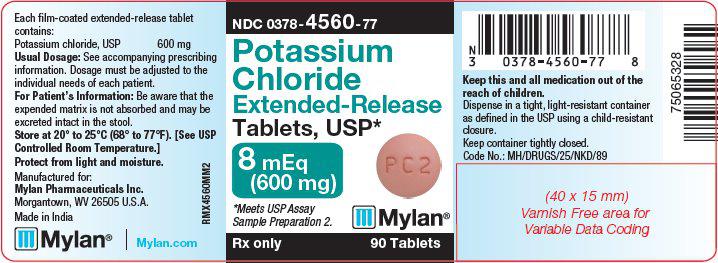 Each film-coated extended-release tablet
contains:
Potassium chloride, USP 600 mg
Usual Dosage: See accompanying prescribing
information. Dosage must be adjusted to the
individual needs of each patient.
For Patient's Information: Be aware that the
expended matrix is not absorbed and may be
excreted intact in the stool.
Store at 20° to 25°C (68° to 77°F). [See USP
Controlled Room Temperature.]
Protect from light and moisture.
Manufactured for:
Mylan Pharmaceuticals Inc.
Morgantown, WV 26505 U.S.A.
Made in India
Mylan®
Mylan.com
RMX4560MM2
NDC 0378-4560-77
Potassium
Chloride
Extended-Release
Tablets, USP*
8 mEq
(600 mg)
PC2
*Meets USP Assay
Sample Preparation 2.
Mylan®
Rx only 90 Tablets
N
3 0378-4560-77 8
Keep this and all medication out of the
reach of children.
Dispense in a tight, light-resistant container
as defined in the USP using a child-resistant
closure.
Keep container tightly closed.
Code No.: MH/DRUGS/25/NKD/89
75065328
(40 x 15 mm)
Varnish Free area for
Variable Data Coding